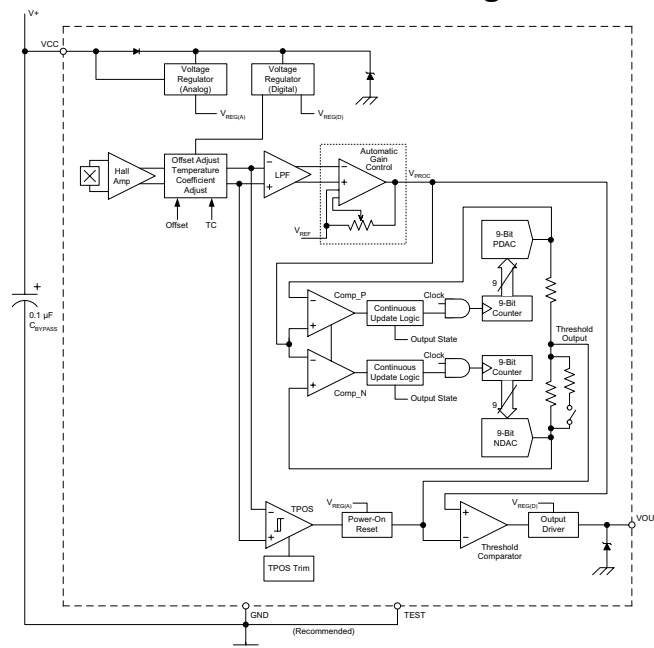 V+
VCC
Voltage
Regulator
(Analog)
Voltage
Regulator
(Digital)
VREG(A)
VREG(D)
Hall
Amp
Offset Adjust
Temperature
Coefficient
Adjust
Offset
TC
LPF
Automatic
Gain
Control
VPROC
VREF
+
0.1 µF
CBYPASS
9-Bit
PDAC
9
9-Bit
Counter
Comp_P
Continuous
Update Logic
Clock
Output State
Threshold
Output
Comp_N
Continuous
Update Logic
Clock
Output State
9-Bit
Counter
9
9-Bit
NDAC
TPOS
TPOS Trim
VREG(A)
Power-On
Reset
Threshold
Comparator
VREG(D)
Output
Driver
VOU
GND
TEST
(Recommended)